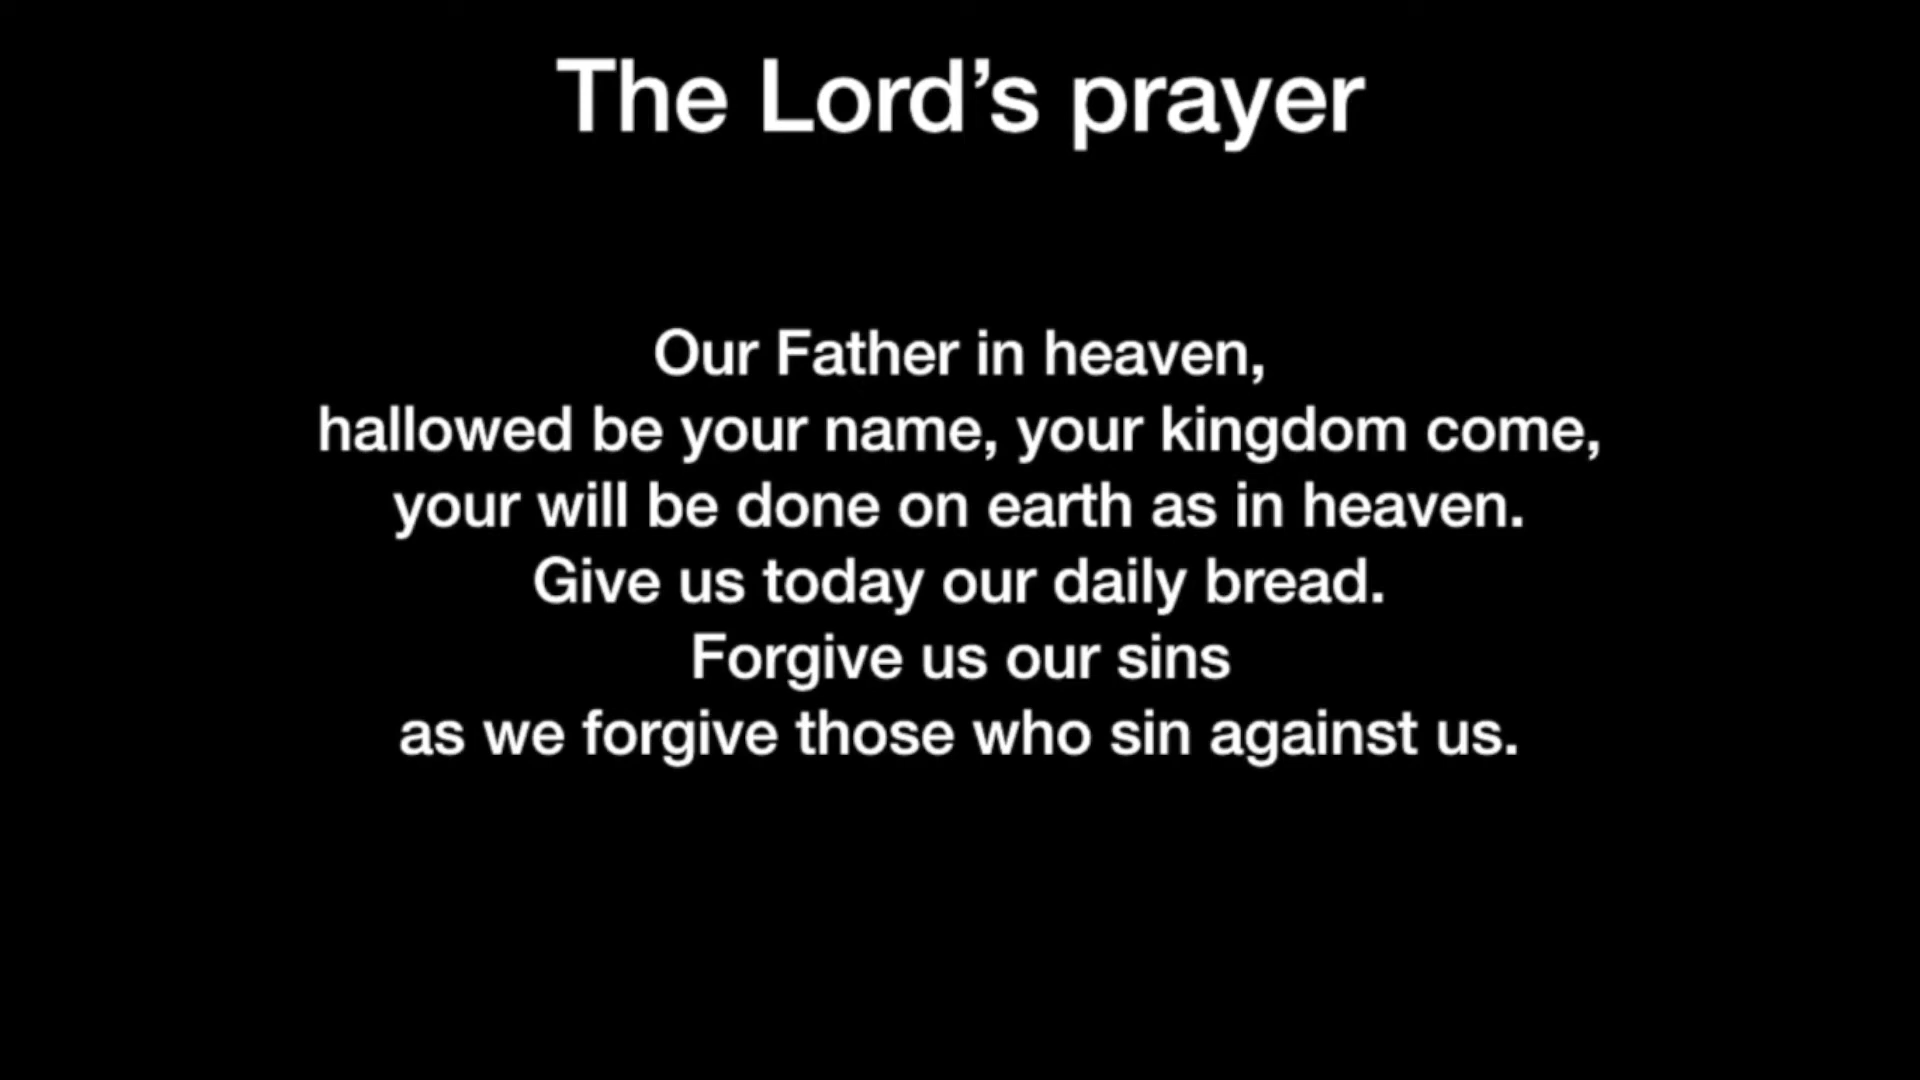 The Lord’s prayer
Our Father in heaven,
hallowed be your name, your kingdom come,
your will be done on earth as in heaven.
Give us today our daily bread.
Forgive us our sins
as we forgive those who sin against us.